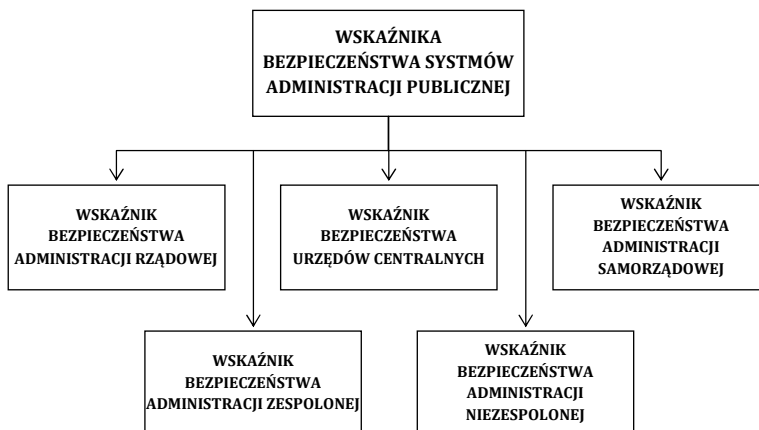 WSKAŹNIKA
BEZPIECZEŃSTWA SYSTMÓW
ADMINISTRACJI PUBLICZNEJ
WSKAŹNIK
BEZPIECZEŃSTWA
ADMINISTRACJI RZĄDOWEJ
WSKAŹNIK
BEZPIECZEŃSTWA
URZĘDÓW CENTRALNYCH
WSKAŹNIK
BEZPIECZEŃSTWA
ADMINISTRACJI
SAMORZĄDOWEJ
WSKAŹNIK
BEZPIECZEŃSTWA
ADMINISTRACJI ZESPOLONEJ
WSKAŹNIK
BEZPIECZEŃSTWA
ADMINISTRACJI
NIEZESPOLONEJ